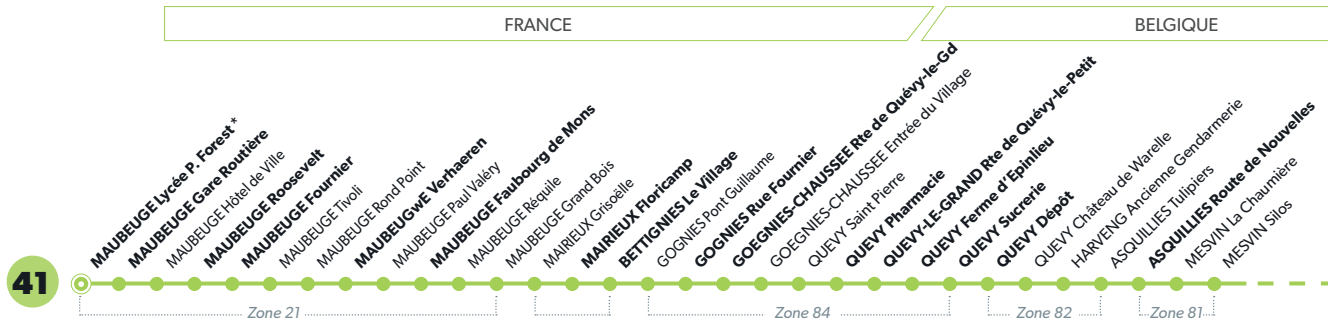 FRANCE
BELGIQUE
MAUBEUGE Lycée P. Forest *
MAUBEUGE Gare Routière
MAUBEUGE Hôtel de Ville
MAUBEUGE Roosevelt
MAUBEUGE Fournier
MAUBEUGE Tivoli
MAUBEUGE Rond Point
MAUBEUGwE Verhaeren
MAUBEUGE Paul Valéry
MAUBEUGE Faubourg de Mons
MAUBEUGE Réquile
MAUBEUGE Grand Bois
MAIRIEUX Grisoëlle
MAIRIEUX Floricamp
BETTIGNIES Le Village
GOGNIES Pont Guillaume
GOGNIES Rue Fournier
GOEGNIES-CHAUSSEE Rte de Quévy-le-Gd
GOEGNIES-CHAUSSEE Entrée du Village
QUEVY Saint Pierre
QUEVY Pharmacie
QUEVY-LE-GRAND Rte de Quévy-le-Petit
QUEVY Ferme d'Epinlieu
QUEVY Sucrerie
QUEVY Dépôt
QUEVY Château de Warelle
HARVENG Ancienne Gendarmerie
ASQUILLIES Tulipiers
ASQUILLIES Route de Nouvelles
MESVIN La Chaumière
MESVIN Silos
41
Zone 21
Zone 84
Zone 82
Zone 81